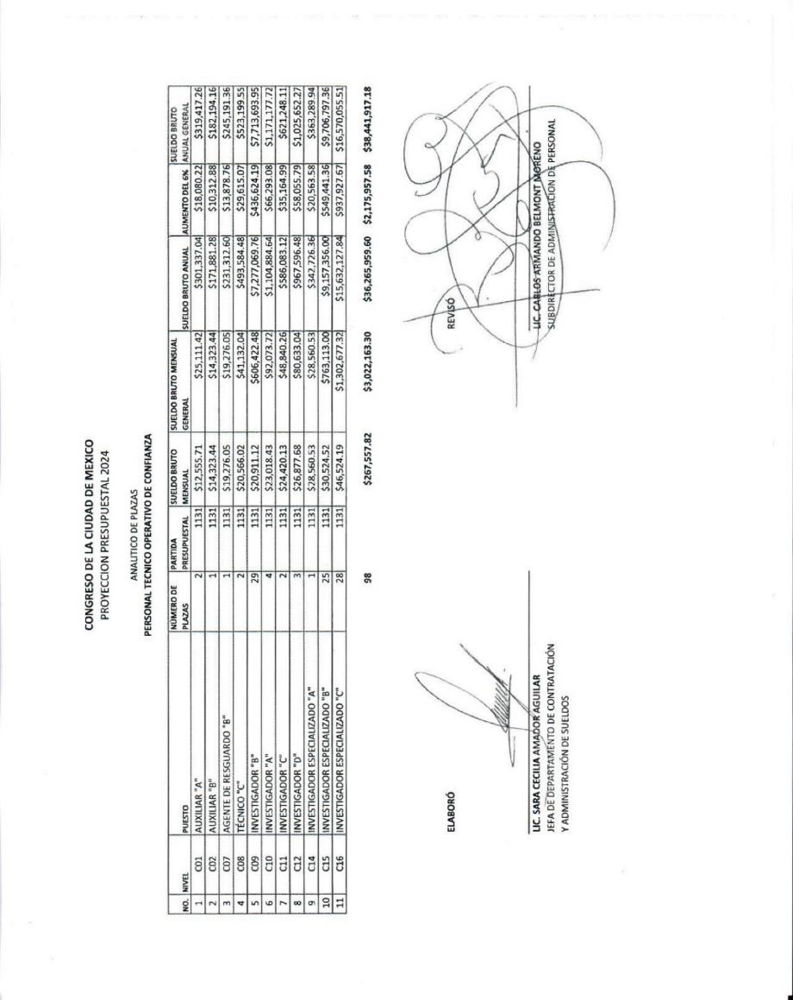 CONGRESO DE LA CIUDAD DE MEXICO
PROYECCION PRESUPUESTAL 2024
ANALITICO DE PLAZAS
PERSONAL TECNICO OPERATIVO DE CONFIANZA
NO. NIVEL PUESTO NÚMERO DE PLAZAS PARTIDA PRESUPUESTAL SUELDO BRUTO MENSUAL SUELDO BRUTO MENSUAL GENERAL SUELDO BRUTO ANUAL AUMENTO DEL 6% SUELDO BRUTO ANUAL GENERAL
1 C01 AUXILIAR "A" 2 1131 $12,555.71 $25,111.42 $301,337.04 $18,080.22 $319,417.26
2 C02 AUXILIAR "B" 1 1131 $14,323.44 $14,323.44 $171,881.28 $10,312.88 $182,194.16
3 C07 AGENTE DE RESGUARDO "B" 1 1131 $19,276.05 $19,276.05 $231,312.60 $13,878.76 $245,191.36
4 C08 TÉCNICO "C" 2 1131 $20,566.02 $41,132.04 $493,584.48 $29,615.07 $523,199.55
5 C09 INVESTIGADOR "B" 29 1131 $20,911.12 $606,422.48 $7,277,069.76 $436,624.19 $7,713,693.95
6 C10 INVESTIGADOR "A" 4 1131 $23,018.43 $92,073.72 $1,104,884.64 $66,293.08 $1,171,177.72
7 C11 INVESTIGADOR "C" 2 1131 $24,420.13 $48,840.26 $586,083.12 $35,164.99 $621,248.11
8 C12 INVESTIGADOR "D" 3 1131 $26,877.68 $80,633.04 $967,596.48 $58,055.79 $1,025,652.27
9 C14 INVESTIGADOR ESPECIALIZADO "A" 1 1131 $28,560.53 $28,560.53 $342,726.36 $20,563.58 $363,289.94
10 C15 INVESTIGADOR ESPECIALIZADO "B" 25 1131 $30,524.52 $763,113.00 $9,157,356.00 $549,441.36 $9,706,797.36
11 C16 INVESTIGADOR ESPECIALIZADO "C" 28 1131 $46,524.19 $1,302,677.32 $15,632,127.84 $937,927.67 $16,570,055.51
98 $267,557.82 $3,022,163.30 $36,265,959.60 $2,175,957.58 $38,441,917.18
ELABORÓ
LIC. SARA CECILIA AMADOR AGUILAR
JEFA DE DEPARTAMENTO DE CONTRATACIÓN
Y ADMINISTRACIÓN DE SUELDOS
REVISÓ
LIC. CARLOS ARMANDO BELMONT MORENO
SUBDIRECTOR DE ADMINISTRACION DE PERSONAL